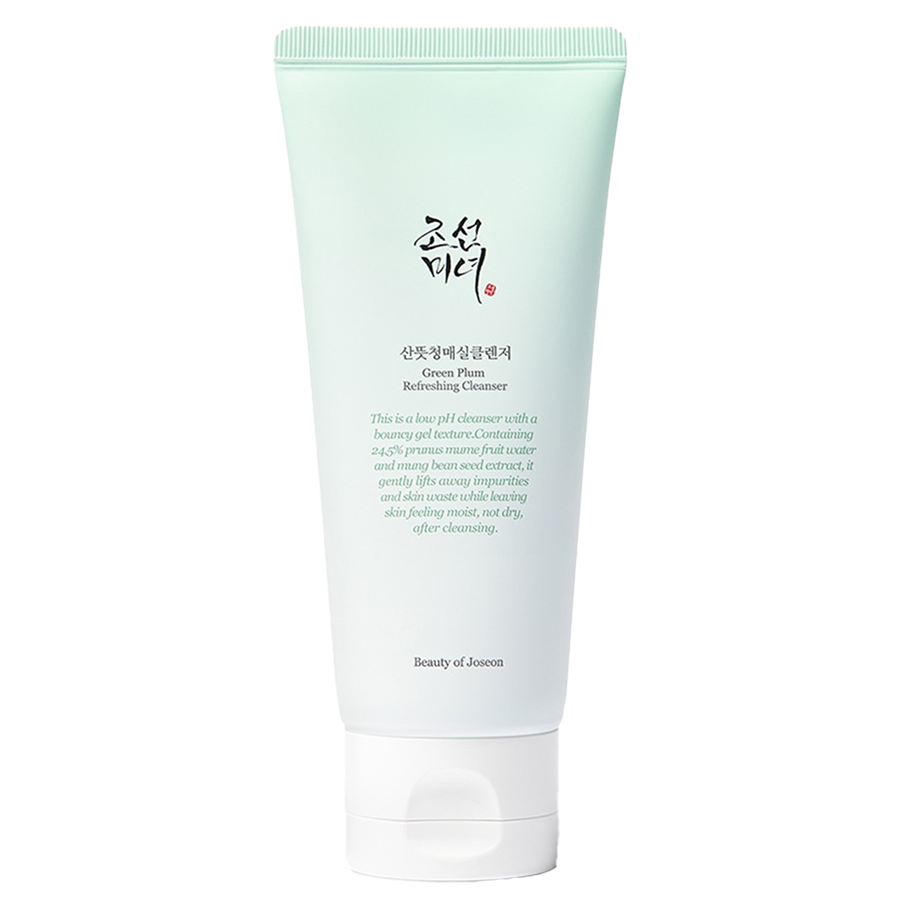 조선
미녀
산뜻청매실클렌저
Green Plum
Refreshing Cleanser
This is a low pH cleanser with a
bouncy gel texture.Containing
24.5% prunus mume fruit water
and mung bean seed extract, it
gently lifts away impurities
and skin waste while leaving
skin feeling moist, not dry,
after cleansing.
Beauty of Joseon